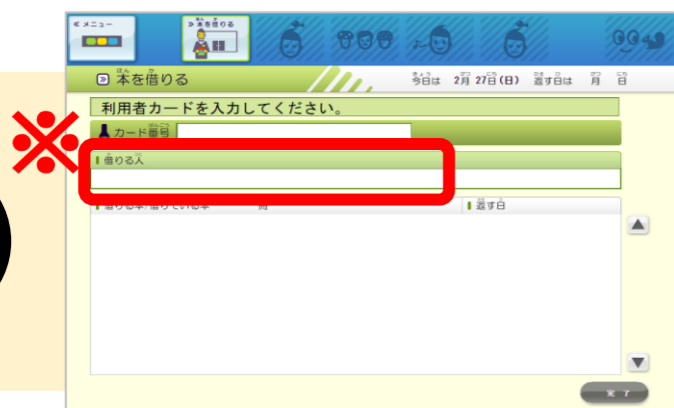 ≪ メニュー
≫ 本を借りる
本を借りる
今日は 2月 27日(日) 返す日は 月 日
利用者カードを入力してください。
カード番号
借りる人
借りる本/借りている本
返す日
▲
▼
完了
※